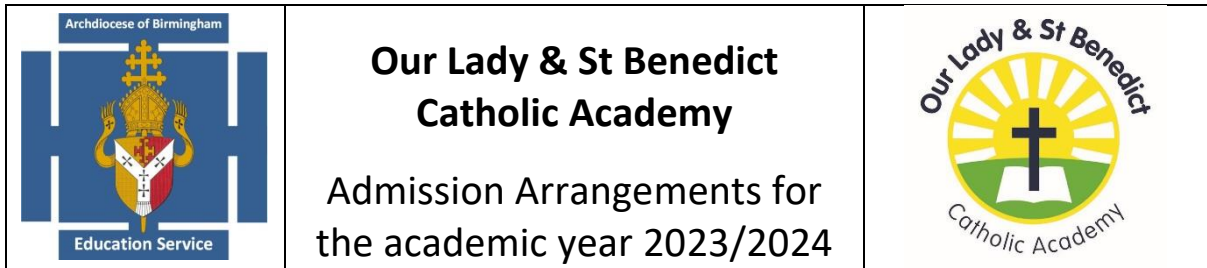 Archdiocese of Birmingham
Education Service
Our Lady & St Benedict
Catholic Academy
Admission Arrangements for
the academic year 2023/2024
Our Lady & St Benedict
Catholic Academy